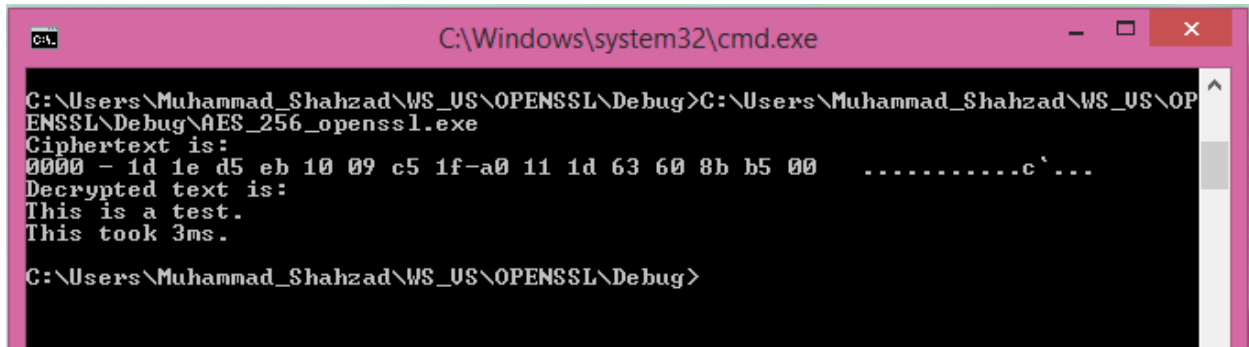 C:\Windows\system32\cmd.exe
C:\Users\Muhammad_Shahzad\WS_VS\OPENSSL\Debug>C:\Users\Muhammad_Shahzad\WS_VS\OP
ENSSL\Debug\AES_256_openssl.exe
Ciphertext is:
0000 - 1d 1e d5 eb 10 09 c5 1f-a0 11 1d 63 60 8b b5 00   ...........c`...
Decrypted text is:
This is a test.
This took 3ms.
C:\Users\Muhammad_Shahzad\WS_VS\OPENSSL\Debug>